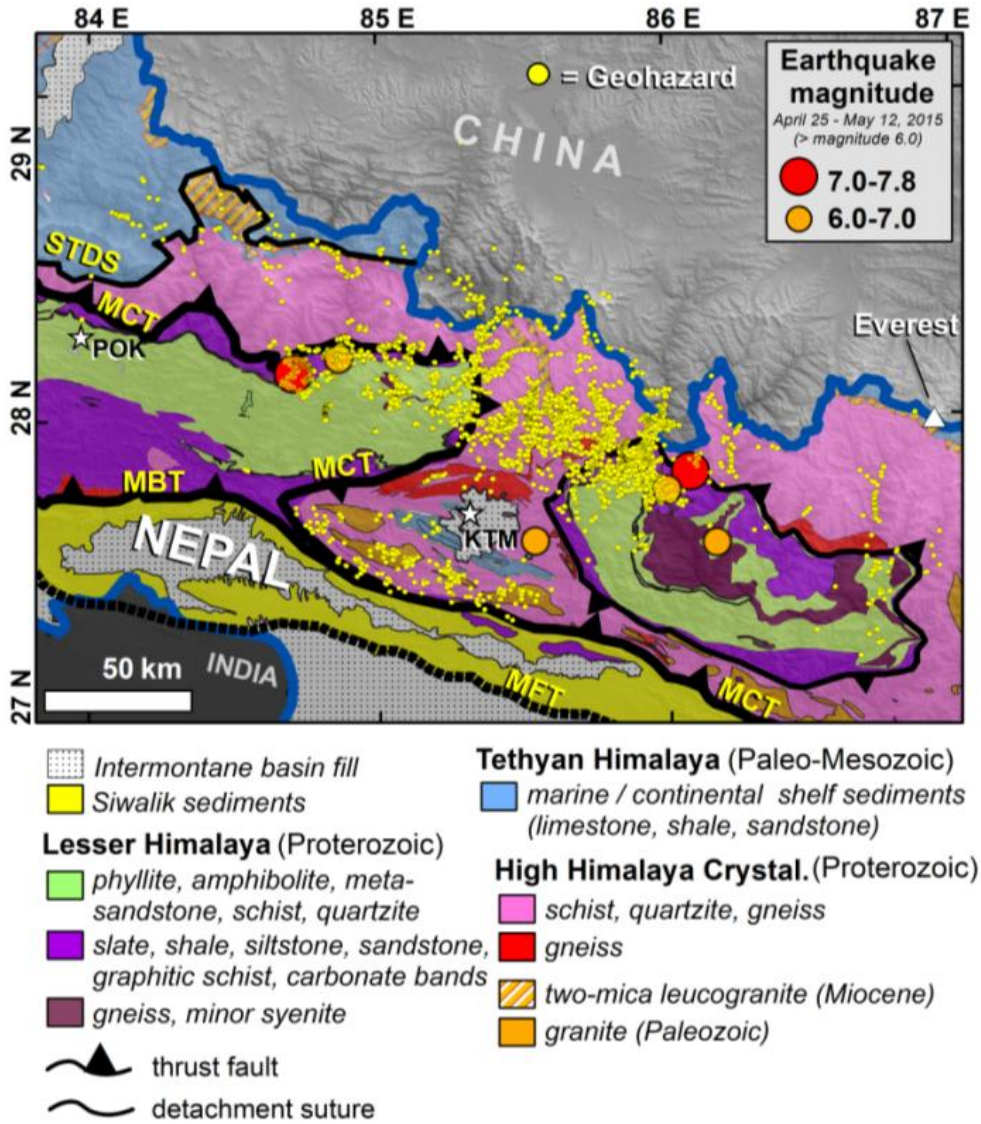 84 E
85 E
86 E
87 E
29 N
28 N
27 N
= Geohazard
CHINA
Earthquake
magnitude
April 25 - May 12, 2015
(> magnitude 6.0)
7.0-7.8
6.0-7.0
STDS
MCT
POK
Everest
MCT
MBT
KTM
NEPAL
50 km
INDIA
MFT
MCT
Intermontane basin fill
Siwalik sediments
Lesser Himalaya (Proterozoic)
phyllite, amphibolite, meta-
sandstone, schist, quartzite
slate, shale, siltstone, sandstone,
graphitic schist, carbonate bands
gneiss, minor syenite
thrust fault
detachment suture
Tethyan Himalaya (Paleo-Mesozoic)
marine / continental shelf sediments
(limestone, shale, sandstone)
High Himalaya Crystal. (Proterozoic)
schist, quartzite, gneiss
gneiss
two-mica leucogranite (Miocene)
granite (Paleozoic)